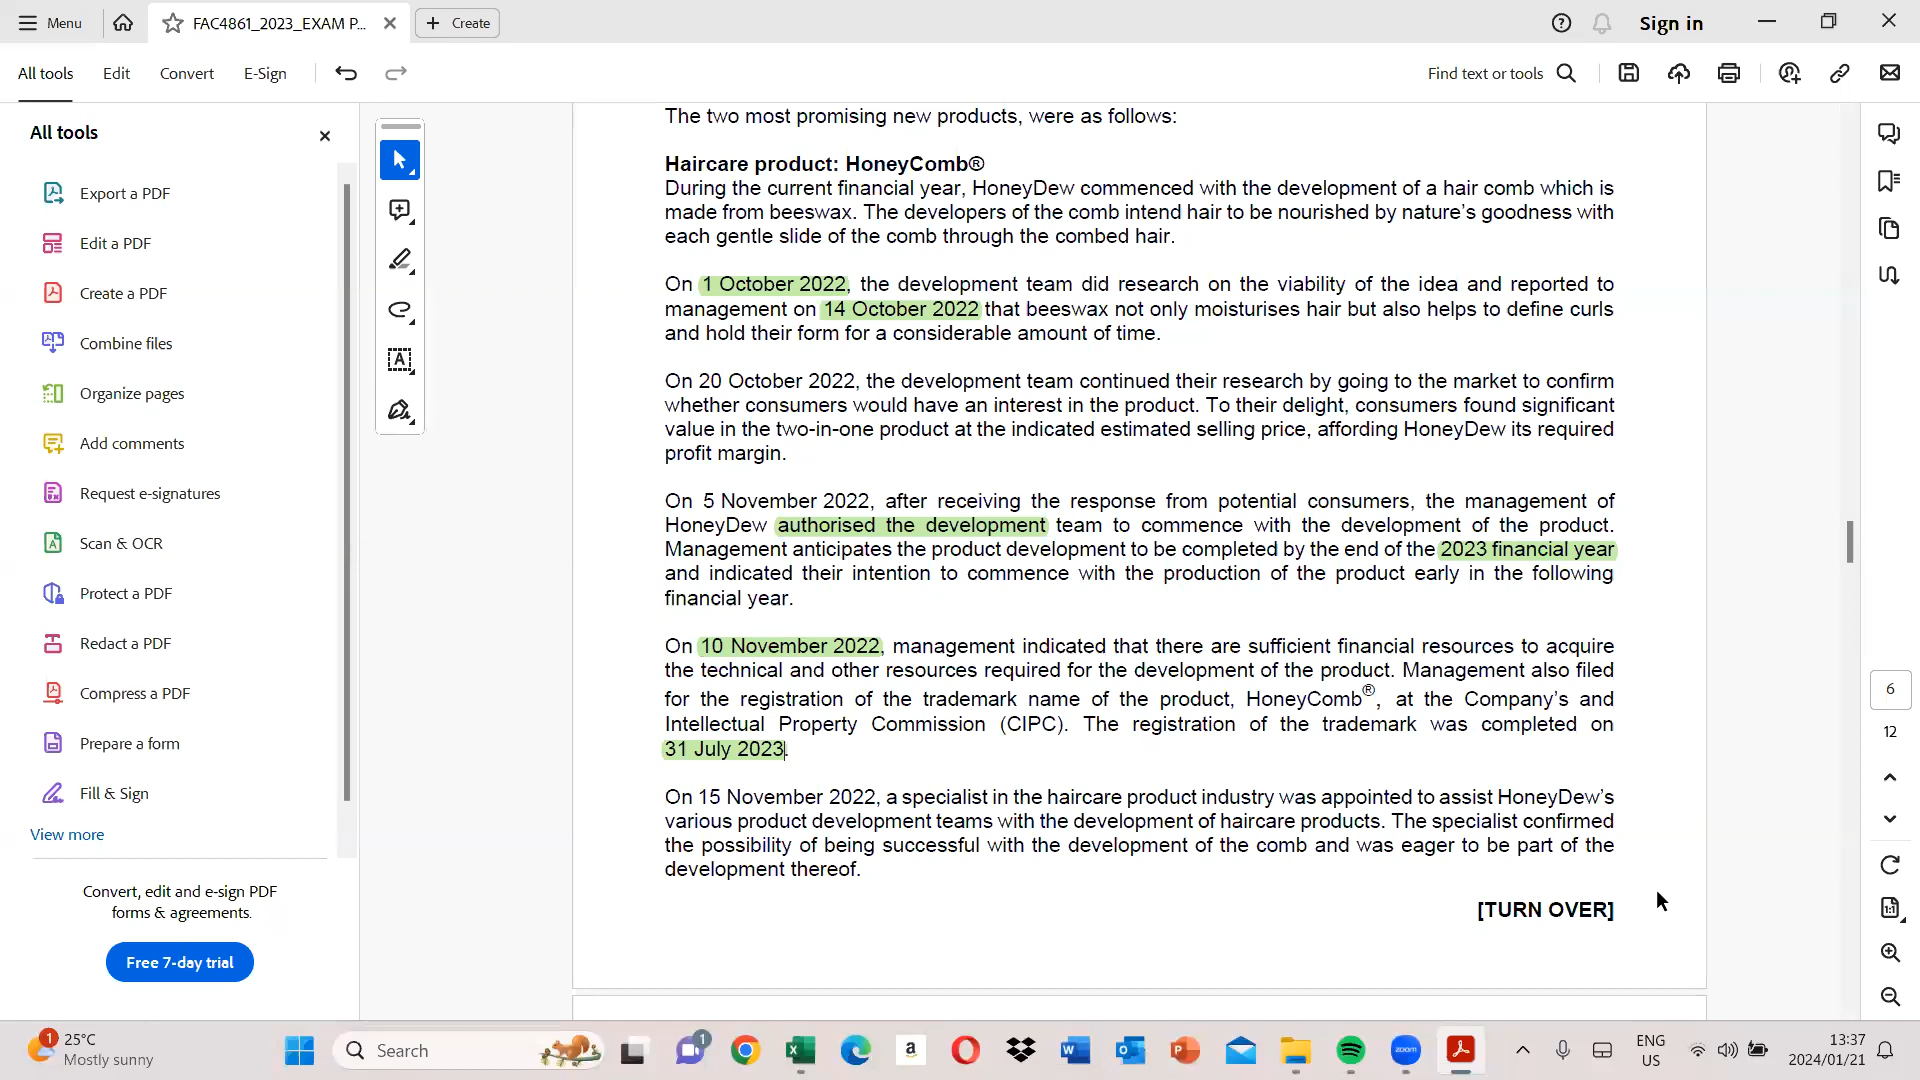 Menu
FAC4861_2023_EXAM P...
Create
Sign in
All tools
Edit
Convert
E-Sign
Find text or tools
All tools
Export a PDF
Edit a PDF
Create a PDF
Combine files
Organize pages
Add comments
Request e-signatures
Scan & OCR
Protect a PDF
Redact a PDF
Compress a PDF
Prepare a form
Fill & Sign
View more
Convert, edit and e-sign PDF
forms & agreements.
Free 7-day trial
The two most promising new products, were as follows:
Haircare product: HoneyComb®
During the current financial year, HoneyDew commenced with the development of a hair comb which is
made from beeswax. The developers of the comb intend hair to be nourished by nature's goodness with
each gentle slide of the comb through the combed hair.
On 1 October 2022, the development team did research on the viability of the idea and reported to
management on 14 October 2022 that beeswax not only moisturises hair but also helps to define curls
and hold their form for a considerable amount of time.
On 20 October 2022, the development team continued their research by going to the market to confirm
whether consumers would have an interest in the product. To their delight, consumers found significant
value in the two-in-one product at the indicated estimated selling price, affording HoneyDew its required
profit margin.
On 5 November 2022, after receiving the response from potential consumers, the management of
HoneyDew authorised the development team to commence with the development of the product.
Management anticipates the product development to be completed by the end of the 2023 financial year
and indicated their intention to commence with the production of the product early in the following
financial year.
On 10 November 2022, management indicated that there are sufficient financial resources to acquire
the technical and other resources required for the development of the product. Management also filed
for the registration of the trademark name of the product, HoneyComb®, at the Company's and
Intellectual Property Commission (CIPC). The registration of the trademark was completed on
31 July 2023.
On 15 November 2022, a specialist in the haircare product industry was appointed to assist HoneyDew's
various product development teams with the development of haircare products. The specialist confirmed
the possibility of being successful with the development of the comb and was eager to be part of the
development thereof.
[TURN OVER]
6
12
1
25°C
Mostly sunny
Search
1
zoom
ENG
US
13:37
2024/01/21